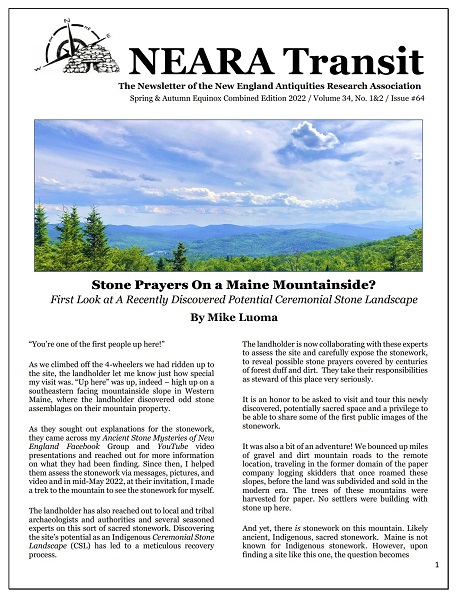 NEARA Transit
The Newsletter of the New England Antiquities Research Association
Spring & Autumn Equinox Combined Edition 2022 / Volume 34, No. 1&2 / Issue #64
Stone Prayers On a Maine Mountainside?
First Look at A Recently Discovered Potential Ceremonial Stone Landscape
By Mike Luoma
“You’re one of the first people up here!”
As we climbed off the 4-wheelers we had ridden up to
the site, the landholder let me know just how special
my visit was. “Up here” was up, indeed – high up on a
southeastern facing mountainside slope in Western
Maine, where the landholder discovered odd stone
assemblages on their mountain property.
As they sought out explanations for the stonework,
they came across my Ancient Stone Mysteries of New
England Facebook Group and YouTube video
presentations and reached out for more information
on what they had been finding. Since then, I helped
them assess the stonework via messages, pictures, and
video and in mid-May 2022, at their invitation, I made
a trek to the mountain to see the stonework for myself.
The landholder has also reached out to local and tribal
archaeologists and authorities and several seasoned
experts on this sort of sacred stonework. Discovering
the site’s potential as an Indigenous Ceremonial Stone
Landscape (CSL) has led to a meticulous recovery
process.
The landholder is now collaborating with these experts
to assess the site and carefully expose the stonework,
to reveal possible stone prayers covered by centuries
of forest duff and dirt. They take their responsibilities
as steward of this place very seriously.
It is an honor to be asked to visit and tour this newly
discovered, potentially sacred space and a privilege to
be able to share some of the first public images of the
stonework.
It was also a bit of an adventure! We bounced up miles
of gravel and dirt mountain roads to the remote
location, traveling in the former domain of the paper
company logging skidders that once roamed these
slopes, before the land was subdivided and sold in the
modern era. The trees of these mountains were
harvested for paper. No settlers were building with
stone up here.
And yet, there is stonework on this mountain. Likely
ancient, Indigenous, sacred stonework. Maine is not
known for Indigenous stonework. However, upon
finding a site like this one, the question becomes
1